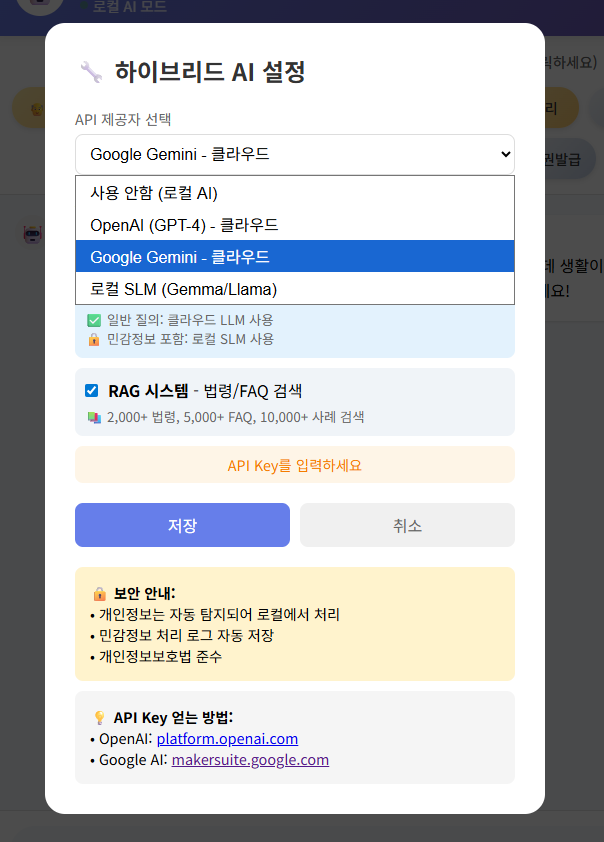 로컬 AI 모드
하이브리드 AI 설정
릭하세요)
API 제공자 선택
Google Gemini - 클라우드
리
권발급
사용 안함 (로컬 AI)
OpenAI (GPT-4) - 클라우드
Google Gemini - 클라우드
데 생활이
로컬 SLM (Gemma/Llama)
요!
일반 질의: 클라우드 LLM 사용
민감정보 포함: 로컬 SLM 사용
RAG 시스템 - 법령/FAQ 검색
2,000+ 법령, 5,000+ FAQ, 10,000+ 사례 검색
API Key를 입력하세요
저장
취소
보안 안내:
• 개인정보는 자동 탐지되어 로컬에서 처리
• 민감정보 처리 로그 자동 저장
• 개인정보보호법 준수
API Key 얻는 방법:
• OpenAI: platform.openai.com
• Google AI: makersuite.google.com